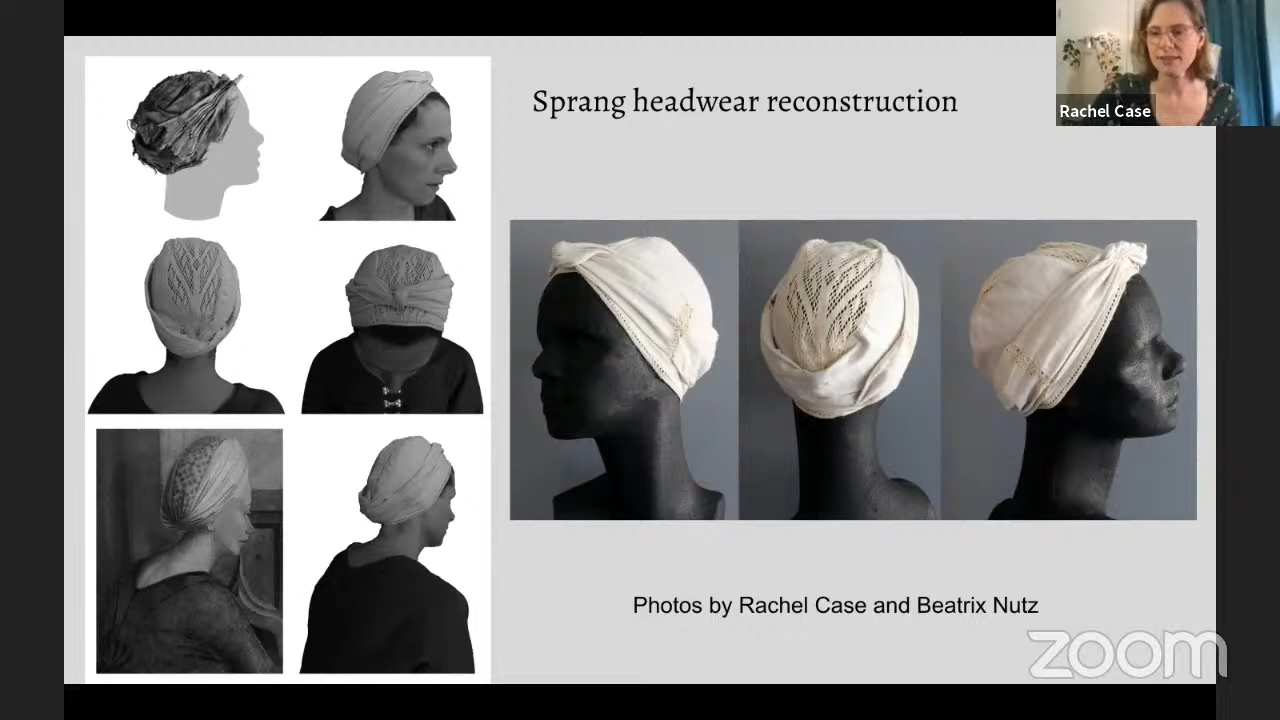 Sprang headwear reconstruction
Rachel Case
Photos by Rachel Case and Beatrix Nutz
zoom